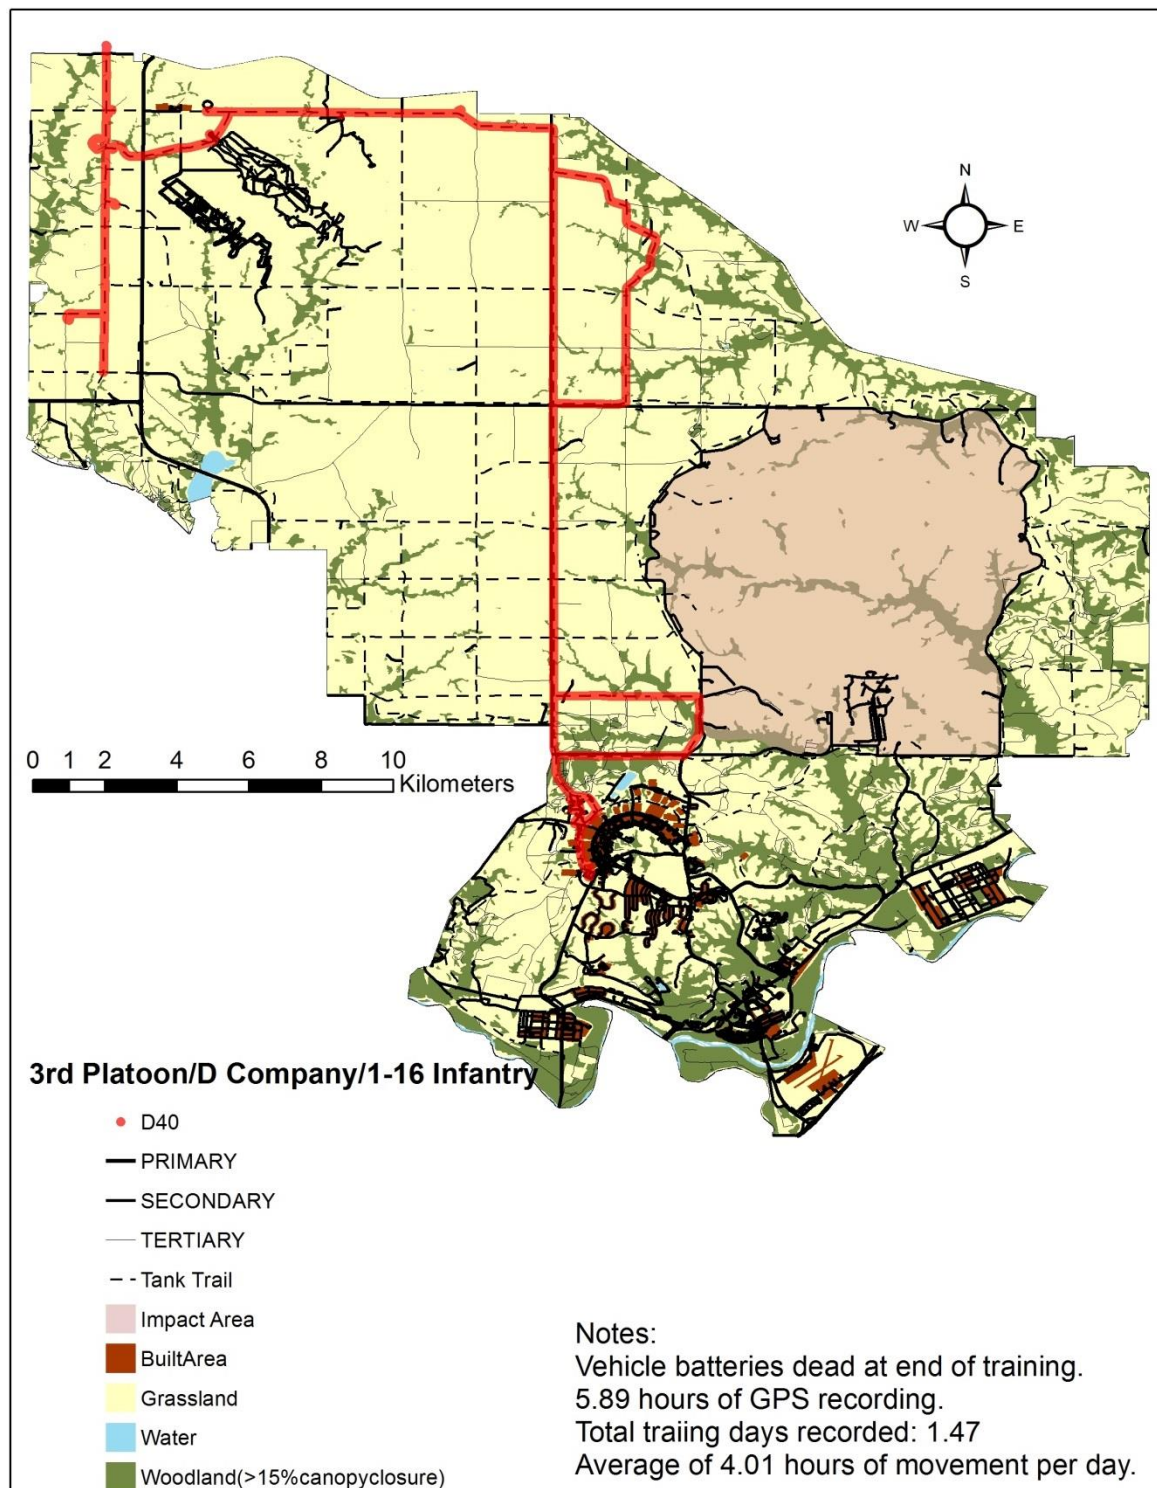 N
W E
S
0 1 2 4 6 8 10
Kilometers
3rd Platoon/D Company/1-16 Infantry
D40
PRIMARY
SECONDARY
TERTIARY
Tank Trail
Impact Area
BuiltArea
Grassland
Water
Woodland(>15%canopyclosure)
Notes:
Vehicle batteries dead at end of training.
5.89 hours of GPS recording.
Total traiing days recorded: 1.47
Average of 4.01 hours of movement per day.